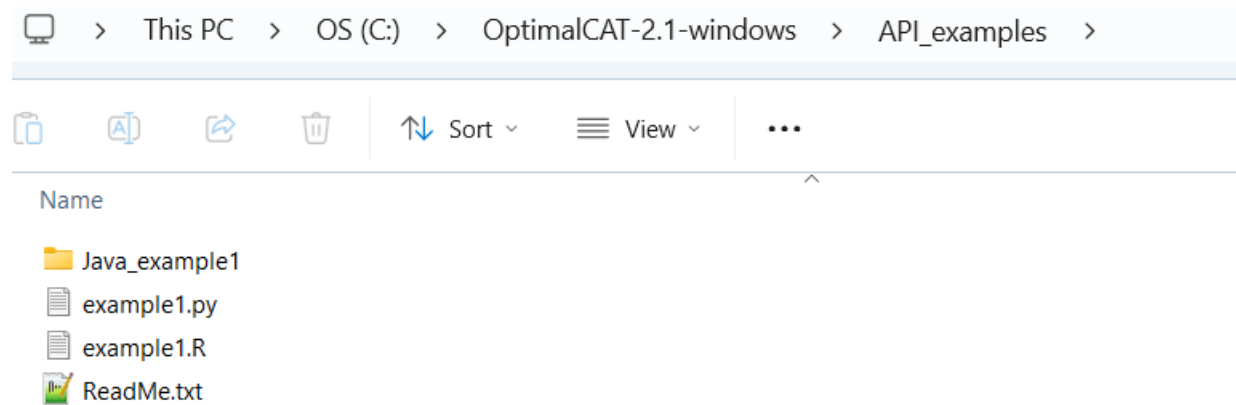 This PC > OS (C:) > OptimalCAT-2.1-windows > API_examples >
Sort View ...
Name
Java_example1
example1.py
example1.R
ReadMe.txt